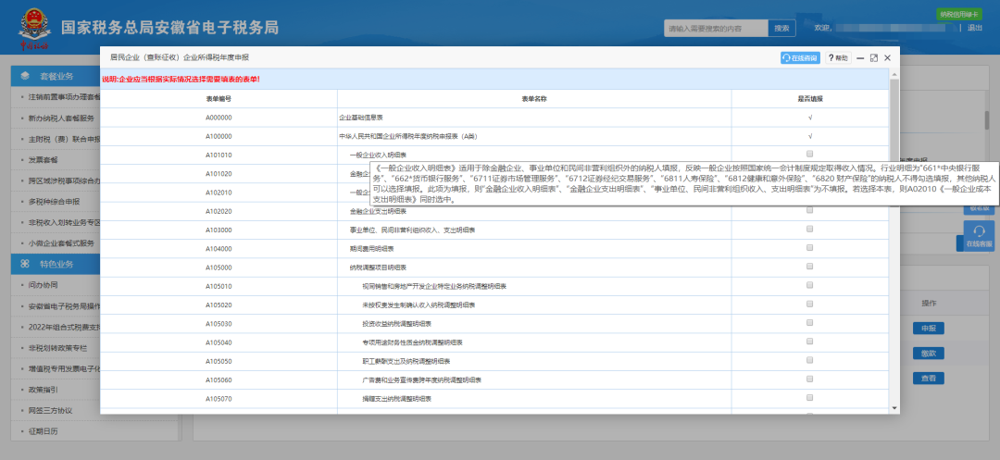 国家税务总局安徽省电子税务局
请输入需要搜索的内容
搜索
纳税信用绿卡
欢迎,
退出
居民企业（查账征收）企业所得税年度申报
在线咨询
帮助
说明:企业应当根据实际情况选择需要填表的表单!
表单编号 表单名称 是否填报
A000000 企业基础信息表 √
A100000 中华人民共和国企业所得税年度纳税申报表（A类） √
A101010 一般企业收入明细表
A101020 金融企
A102010 一般企
A102020 金融企业支出明细表
A103000 事业单位、民间非营利组织收入、支出明细表
A104000 期间费用明细表
A105000 纳税调整项目明细表
A105010 视同销售和房地产开发企业特定业务纳税调整明细表
A105020 未按权责发生制确认收入纳税调整明细表
A105030 投资收益纳税调整明细表
A105040 专项用途财务性质金纳税调整明细表
A105050 职工薪酬支出及纳税调整明细表
A105060 广告费和业务宣传费跨年度纳税调整明细表
A105070 捐赠支出纳税调整明细表
《一般企业收入明细表》适用于除金融企业、事业单位和民间非营利组织外的纳税人填报，反映一般企业按照国家统一会计制度规定取得收入情况。行业明细为"661*中央银行服
务"、"662*货币银行服务"、"6711证券市场管理服务"、"6712证券经纪交易服务"、"6811人寿保险"、"6812健康和意外保险"、"6820 财产保险"的纳税人不得勾选填报，其他纳税人
可以选择填报。此项为填报，则"金融企业收入明细表"、"金融企业支出明细表"、"事业单位、民间非营利组织收入、支出明细表"为不填报。若选择本表，则A02010《一般企业成本
支出明细表》同时选中。
套餐业务
注销前置事项办理套餐
新办纳税人套餐服务
主附税（费）联合申报
发票套餐
跨区域涉税事项综合办
多税种综合申报
非税收入划转业务专区
小微企业套餐式服务
特色业务
问办协同
安徽省电子税务局操作
2022年组合式税费支持
非税划转政策专栏
增值税专用发票电子化
政策指引
网签三方协议
征期日历
在线客服
操作
申报
缴款
查看